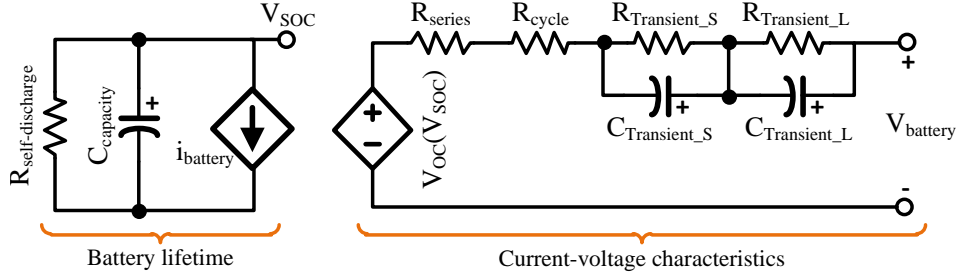 V_SOC
R_self-discharge
C_capacity
+
i_battery
R_series
R_cycle
R_Transient_S
R_Transient_L
+
-
V_OC(V_SOC)
+
C_Transient_S
+
C_Transient_L
+
V_battery
-
Battery lifetime
Current-voltage characteristics